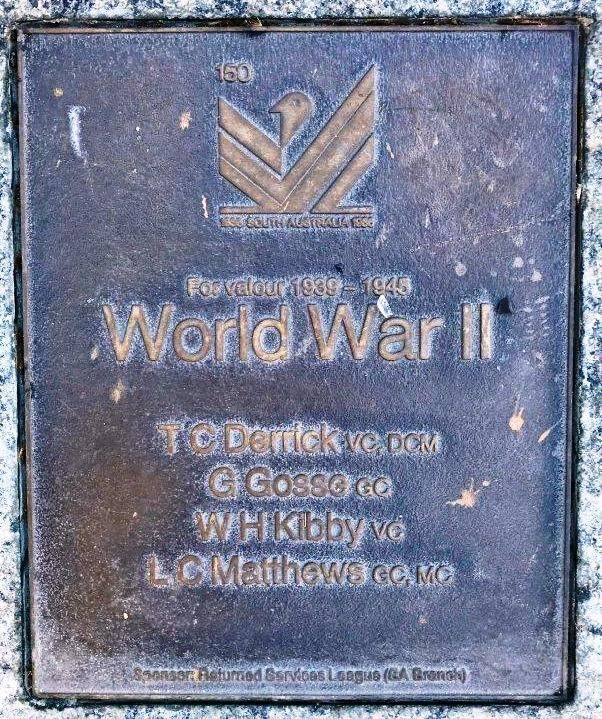 150
1836 SOUTH AUSTRALIA 1986
For valour 1939 – 1945
World War II
T C Derrick VC, DCM
G Gosse GC
W H Kibby VC
L C Matthews GC, MC
Sponsor: Returned Services League (SA Branch)